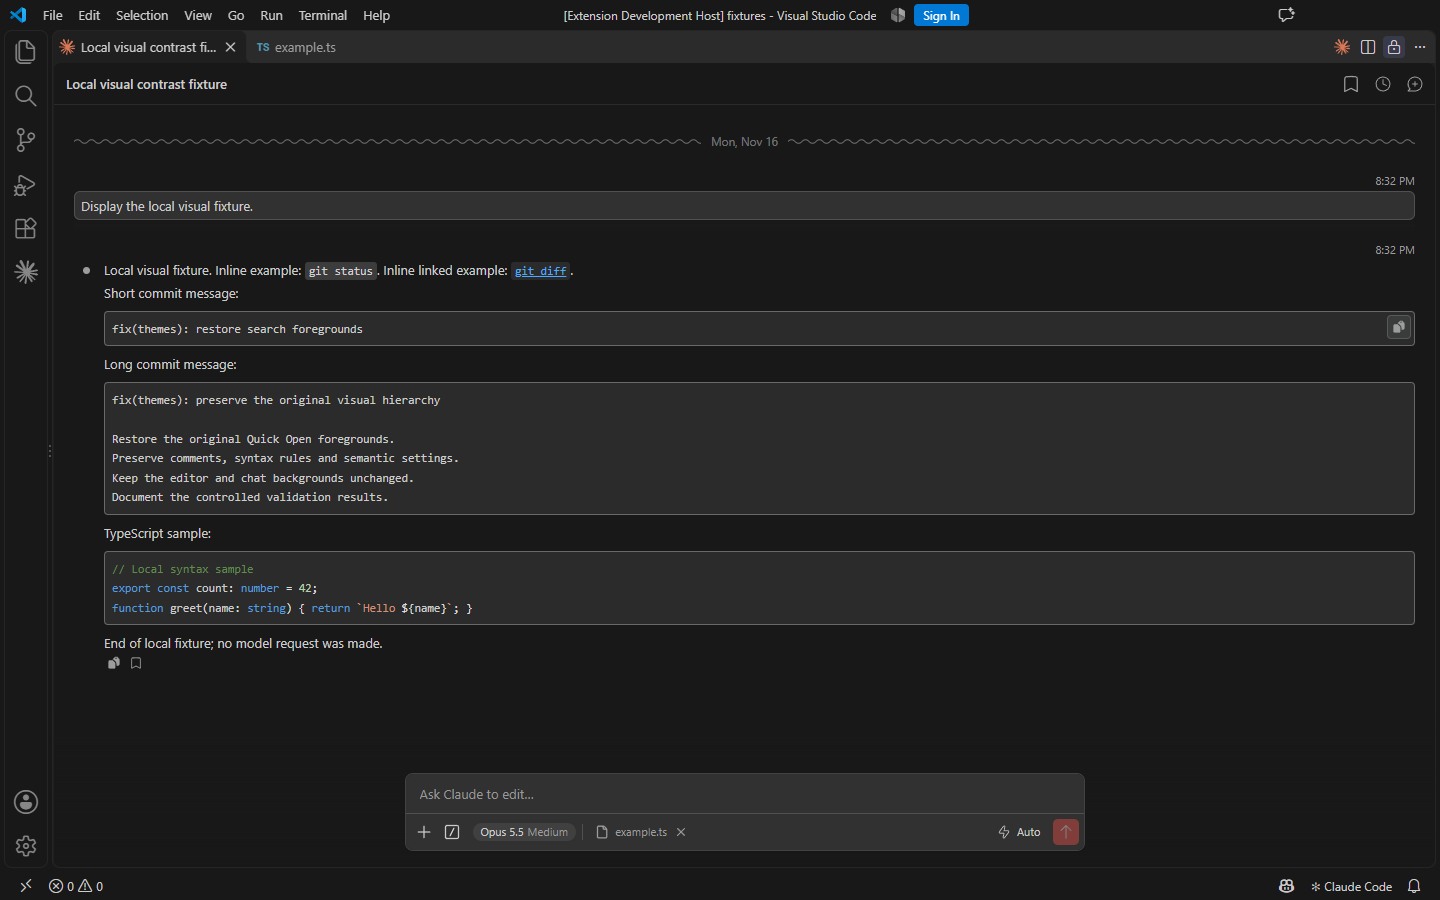 File Edit Selection View Go Run Terminal Help
[Extension Development Host] fixtures - Visual Studio Code
Sign In
Local visual contrast fi...
TS example.ts
Local visual contrast fixture
Mon, Nov 16
8:32 PM
Display the local visual fixture.
8:32 PM
Local visual fixture. Inline example: git status. Inline linked example: git diff.
Short commit message:
fix(themes): restore search foregrounds
Long commit message:
fix(themes): preserve the original visual hierarchy
Restore the original Quick Open foregrounds.
Preserve comments, syntax rules and semantic settings.
Keep the editor and chat backgrounds unchanged.
Document the controlled validation results.
TypeScript sample:
// Local syntax sample
export const count: number = 42;
function greet(name: string) { return `Hello ${name}`; }
End of local fixture; no model request was made.
Ask Claude to edit...
Opus 5.5 Medium
example.ts
Auto
0 0
Claude Code